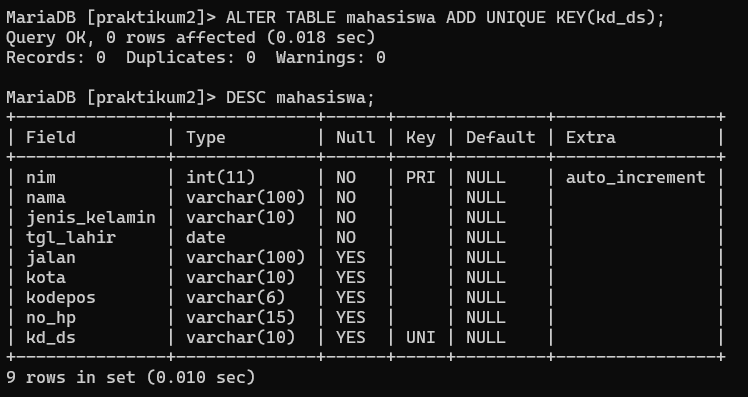 MariaDB [praktikum2]> ALTER TABLE mahasiswa ADD UNIQUE KEY(kd_ds);
Query OK, 0 rows affected (0.018 sec)
Records: 0  Duplicates: 0  Warnings: 0

MariaDB [praktikum2]> DESC mahasiswa;
+---------------+--------------+------+-----+---------+----------------+
| Field         | Type         | Null | Key | Default | Extra          |
+---------------+--------------+------+-----+---------+----------------+
| nim           | int(11)      | NO   | PRI | NULL    | auto_increment |
| nama          | varchar(100) | NO   |     | NULL    |                |
| jenis_kelamin | varchar(10)  | NO   |     | NULL    |                |
| tgl_lahir     | date         | NO   |     | NULL    |                |
| jalan         | varchar(100) | YES  |     | NULL    |                |
| kota          | varchar(10)  | YES  |     | NULL    |                |
| kodepos       | varchar(6)   | YES  |     | NULL    |                |
| no_hp         | varchar(15)  | YES  |     | NULL    |                |
| kd_ds         | varchar(10)  | YES  | UNI | NULL    |                |
+---------------+--------------+------+-----+---------+----------------+
9 rows in set (0.010 sec)